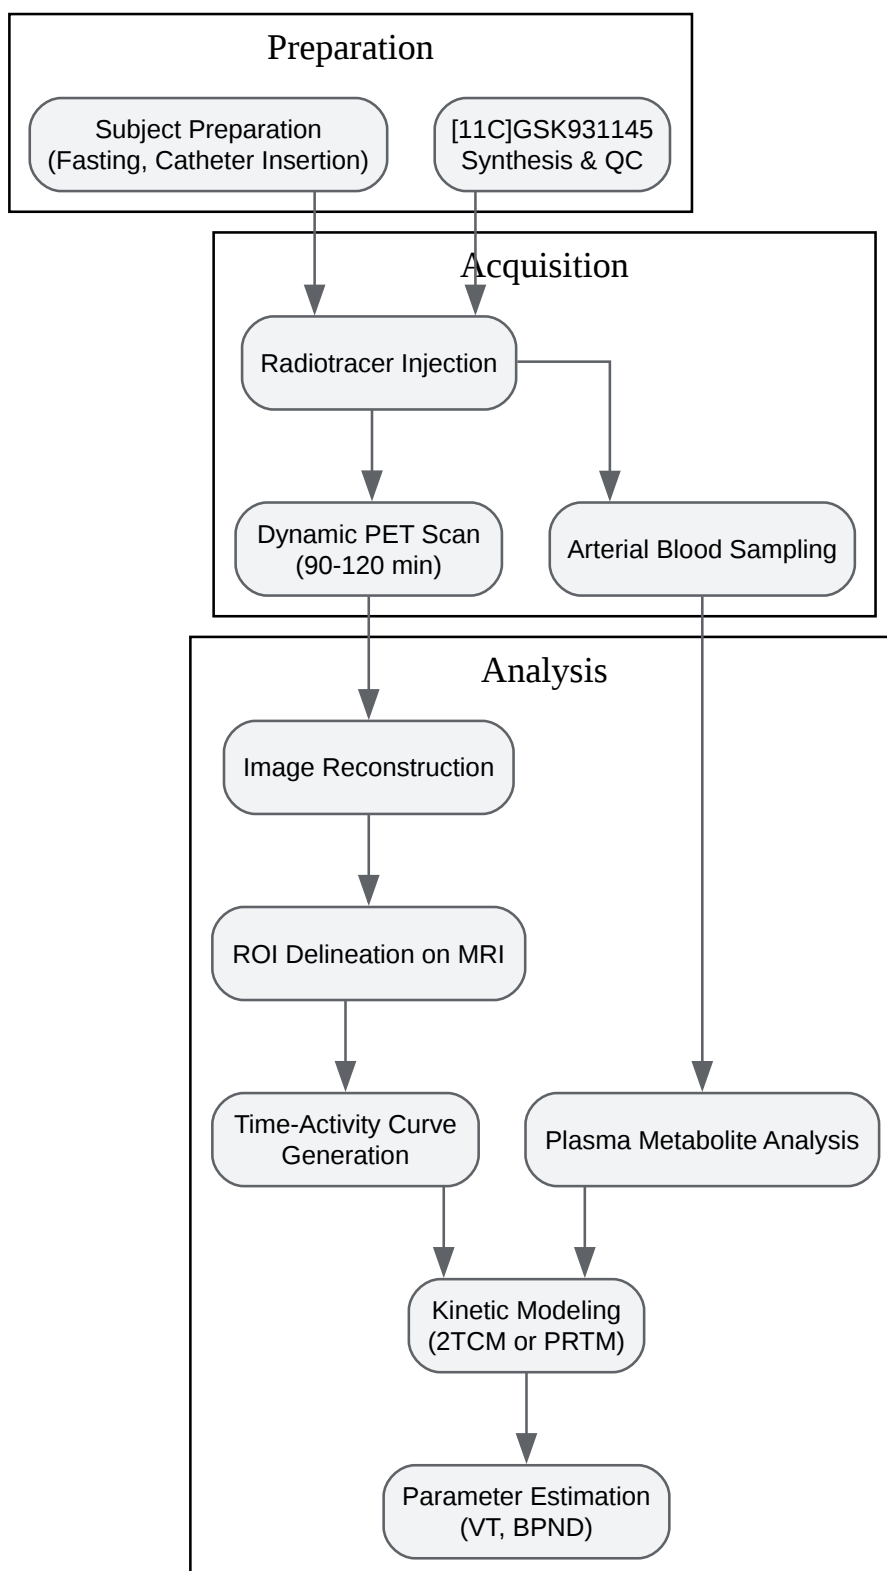 Preparation
Subject Preparation
(Fasting, Catheter Insertion)
[11C]GSK931145
Synthesis & QC
Acquisition
Radiotracer Injection
Dynamic PET Scan
(90-120 min)
Arterial Blood Sampling
Analysis
Image Reconstruction
ROI Delineation on MRI
Time-Activity Curve
Generation
Plasma Metabolite Analysis
Kinetic Modeling
(2TCM or PRTM)
Parameter Estimation
(VT, BPND)